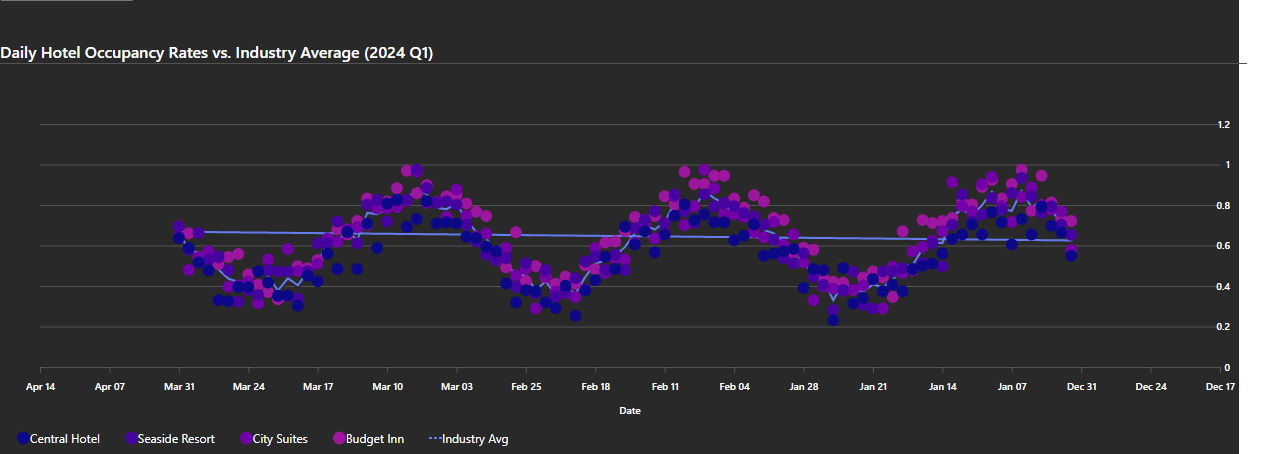 Daily Hotel Occupancy Rates vs. Industry Average (2024 Q1)
1.2
1
0.8
0.6
0.4
0.2
0
Apr 14 Apr 07 Mar 31 Mar 24 Mar 17 Mar 10 Mar 03 Feb 25 Feb 18 Feb 11 Feb 04 Jan 28 Jan 21 Jan 14 Jan 07 Dec 31 Dec 24 Dec 17
Date
Central Hotel Seaside Resort City Suites Budget Inn Industry Avg